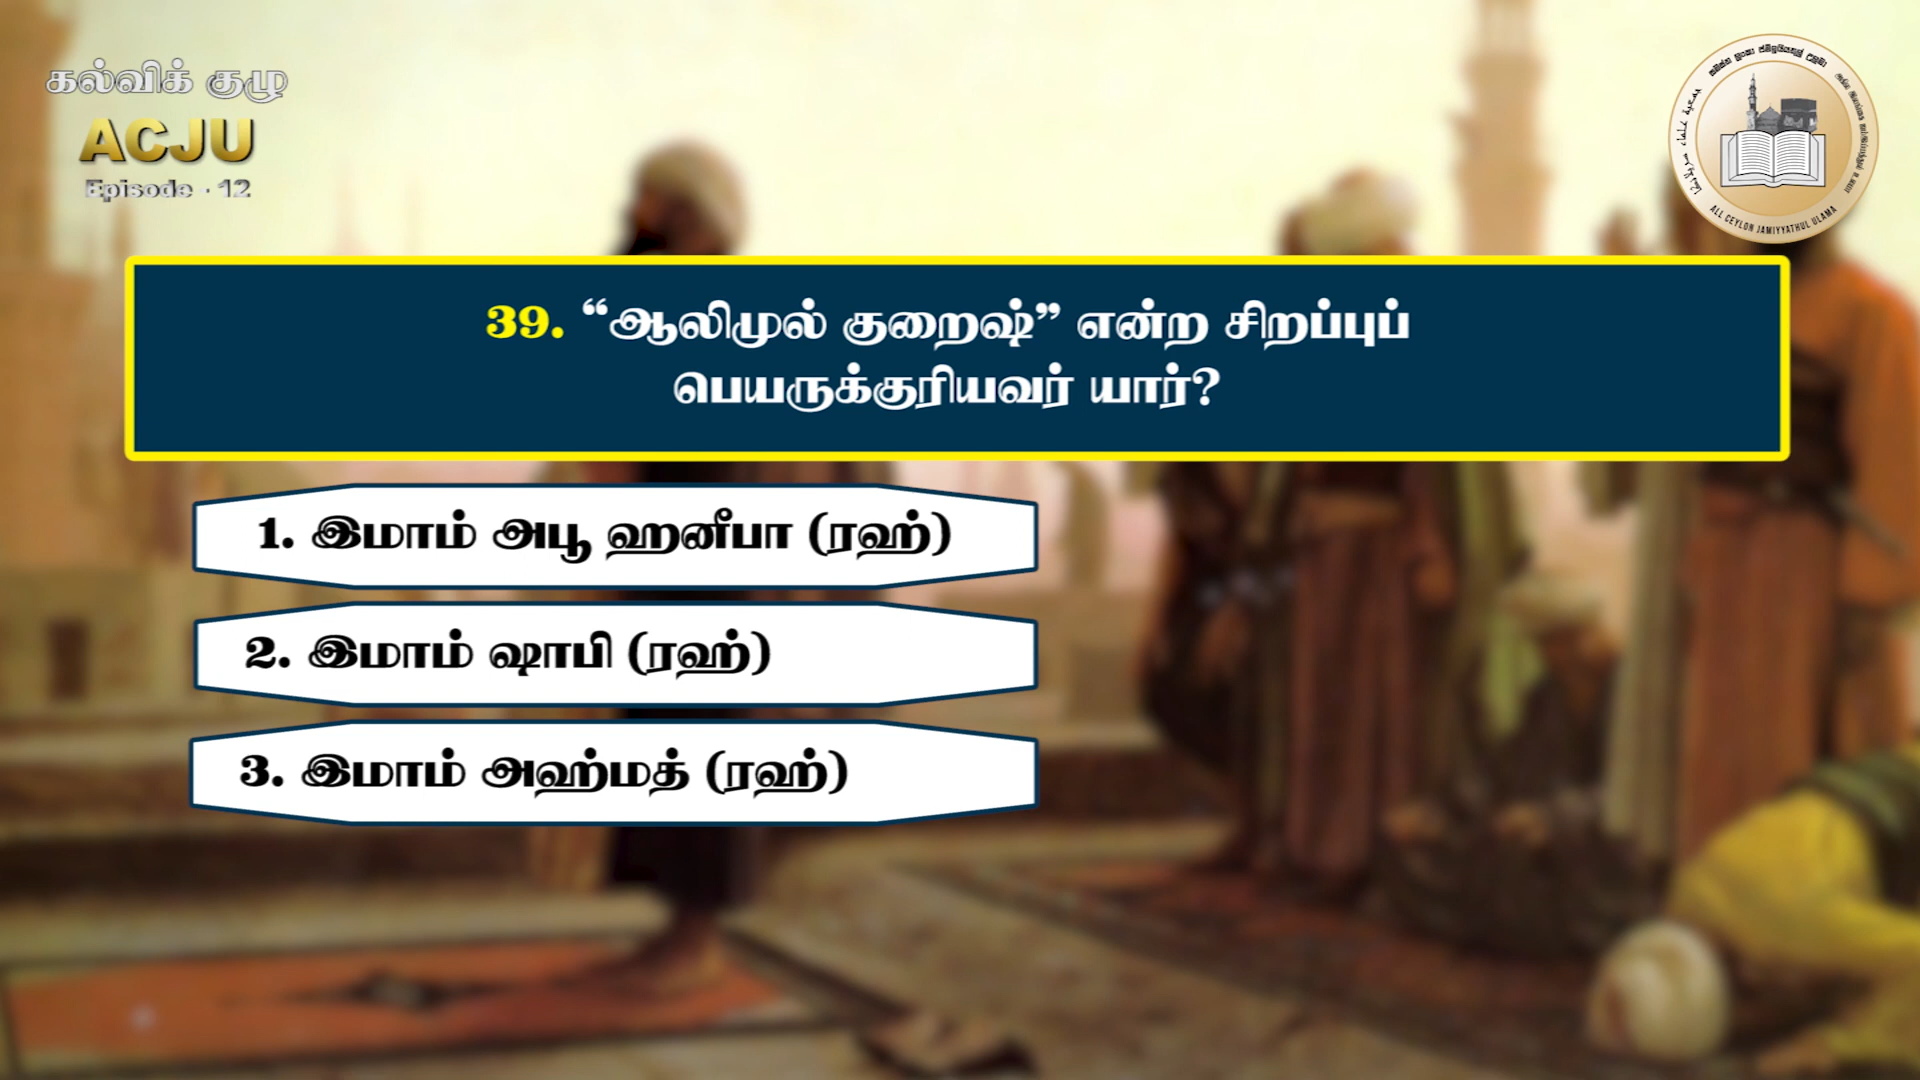 கல்விக் குழு
ACJU
Episode - 12
ALL CEYLON JAMIYYATHUL ULAMA
39. “ஆலிமுல் குறைஷ்” என்ற சிறப்புப்
பெயருக்குரியவர் யார்?
1. இமாம் அபூ ஹனீபா (ரஹ்)
2. இமாம் ஷாபி (ரஹ்)
3. இமாம் அஹ்மத் (ரஹ்)